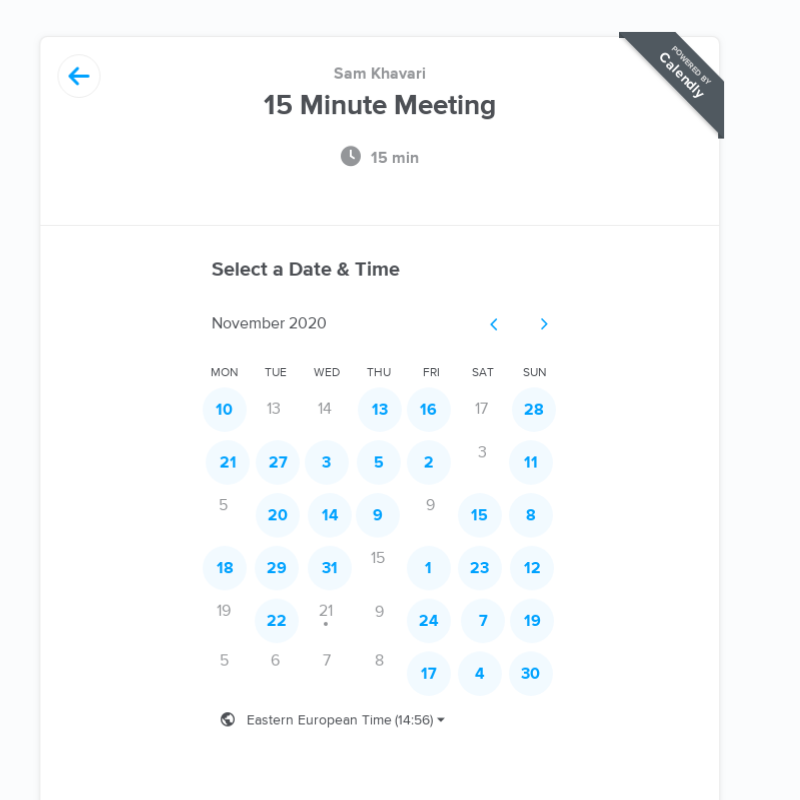 POWERED BY
Calendly
Sam Khavari
15 Minute Meeting
15 min
Select a Date & Time
November 2020
MON TUE WED THU FRI SAT SUN
10 13 14 13 16 17 28
21 27 3 5 2 3 11
5 20 14 9 9 15 8
18 29 31 15 1 23 12
19 22 21 9 24 7 19
5 6 7 8 17 4 30
Eastern European Time (14:56)